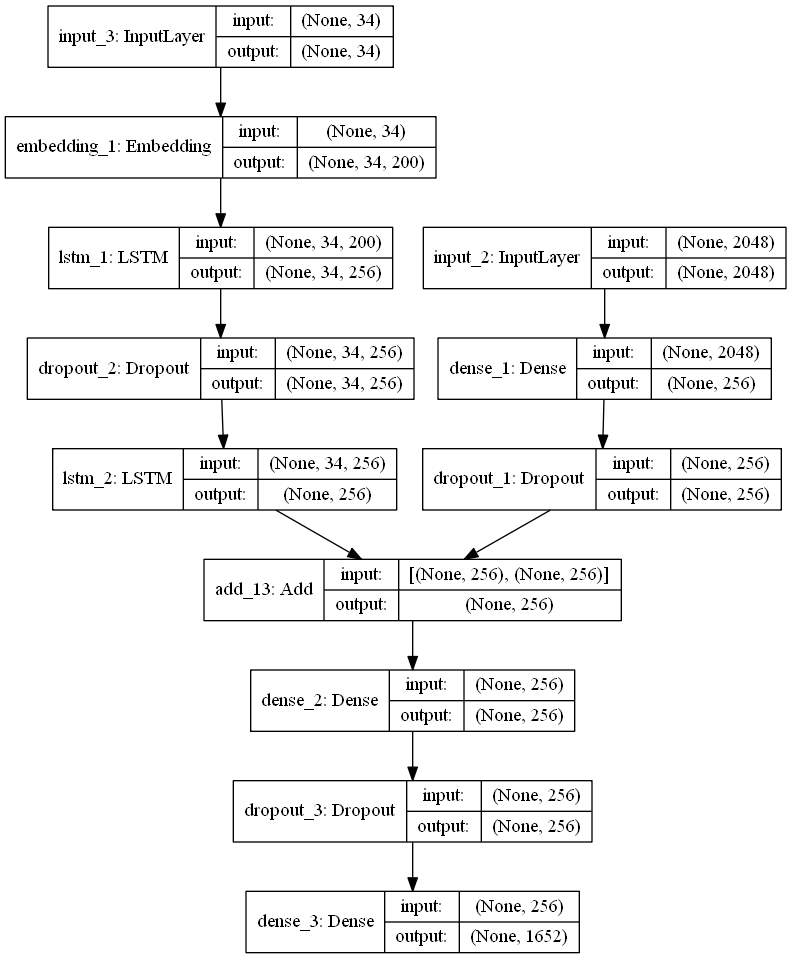 input_3: InputLayer
input: (None, 34)
output: (None, 34)
embedding_1: Embedding
input: (None, 34)
output: (None, 34, 200)
lstm_1: LSTM
input: (None, 34, 200)
output: (None, 34, 256)
input_2: InputLayer
input: (None, 2048)
output: (None, 2048)
dropout_2: Dropout
input: (None, 34, 256)
output: (None, 34, 256)
dense_1: Dense
input: (None, 2048)
output: (None, 256)
lstm_2: LSTM
input: (None, 34, 256)
output: (None, 256)
dropout_1: Dropout
input: (None, 256)
output: (None, 256)
add_13: Add
input: [(None, 256), (None, 256)]
output: (None, 256)
dense_2: Dense
input: (None, 256)
output: (None, 256)
dropout_3: Dropout
input: (None, 256)
output: (None, 256)
dense_3: Dense
input: (None, 256)
output: (None, 1652)